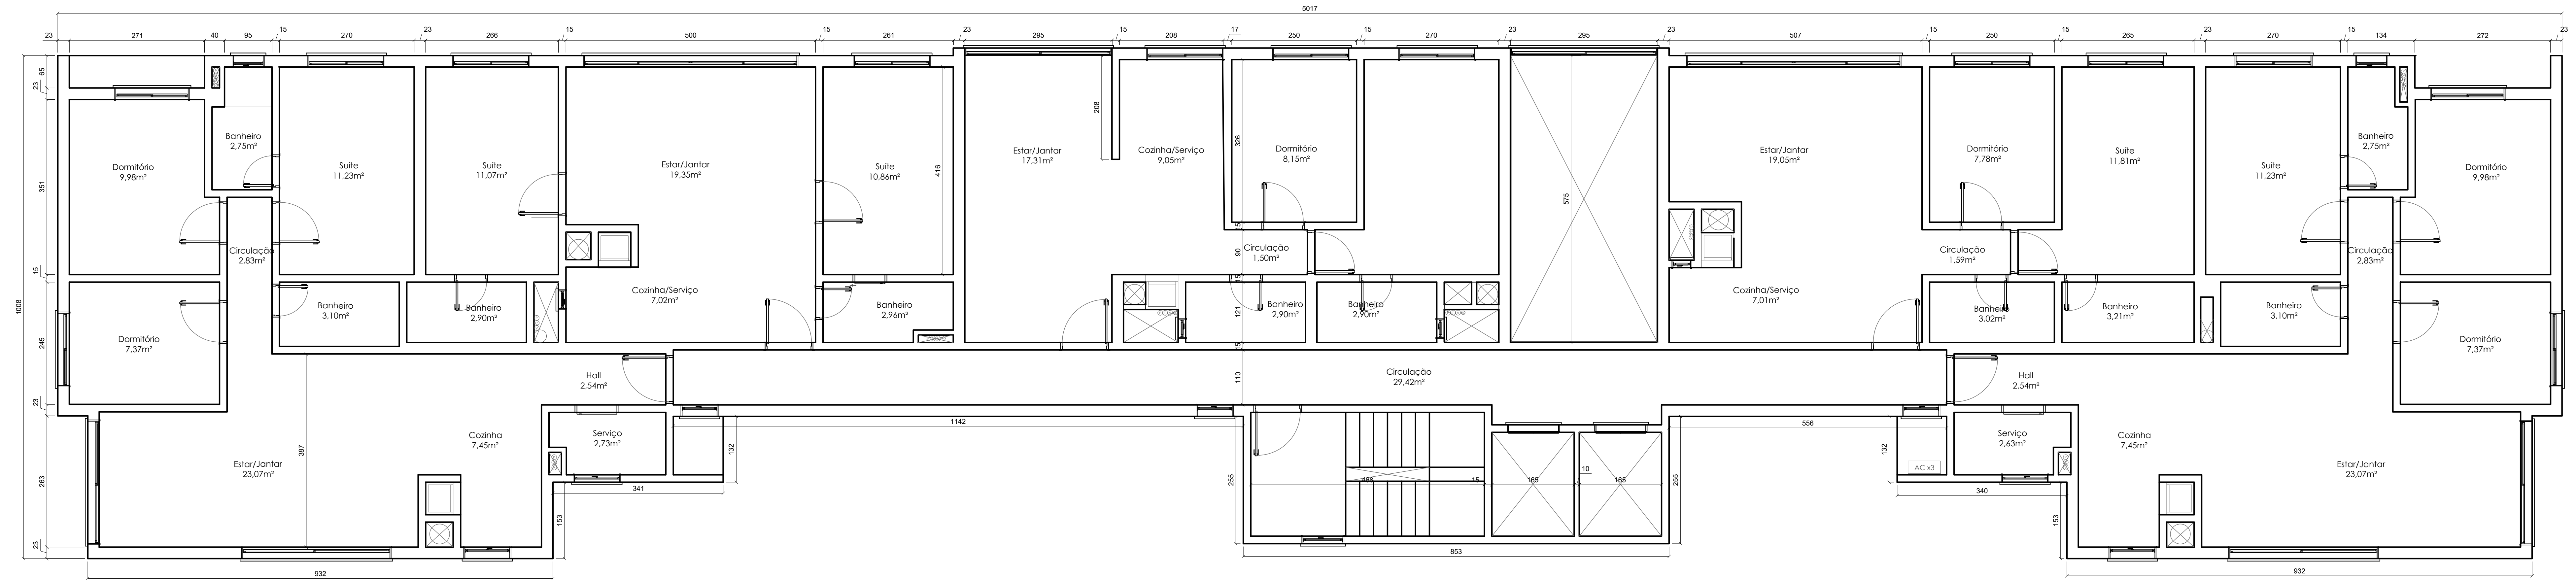 5017
23
271
40
95
15
270
23
266
15
500
15
261
23
295
15
208
17
250
15
270
23
295
23
507
15
250
15
265
23
270
15
134
272
23
65
23
351
15
245
23
263
23
1008
Dormitório
9,98m²
Banheiro
2,75m²
Suíte
11,23m²
Suíte
11,07m²
Estar/Jantar
19,35m²
Suíte
10,86m²
416
Estar/Jantar
17,31m²
208
Cozinha/Serviço
9,05m²
326
Dormitório
8,15m²
575
Estar/Jantar
19,05m²
Dormitório
7,78m²
Suíte
11,81m²
Suíte
11,23m²
Banheiro
2,75m²
Dormitório
9,98m²
Circulação
2,83m²
15
90
15
Circulação
1,50m²
Circulação
1,59m²
Circulação
2,83m²
Dormitório
7,37m²
Banheiro
3,10m²
Banheiro
2,90m²
Cozinha/Serviço
7,02m²
Banheiro
2,96m²
121
Banheiro
2,90m²
Banheiro
2,90m²
Cozinha/Serviço
7,01m²
Banheiro
3,02m²
Banheiro
3,21m²
Banheiro
3,10m²
Dormitório
7,37m²
15
110
Hall
2,54m²
Circulação
29,42m²
Hall
2,54m²
387
Estar/Jantar
23,07m²
Cozinha
7,45m²
Serviço
2,73m²
132
1142
556
132
Serviço
2,63m²
AC x3
Cozinha
7,45m²
Estar/Jantar
23,07m²
341
153
255
468
15
165
10
165
255
340
153
853
932
932